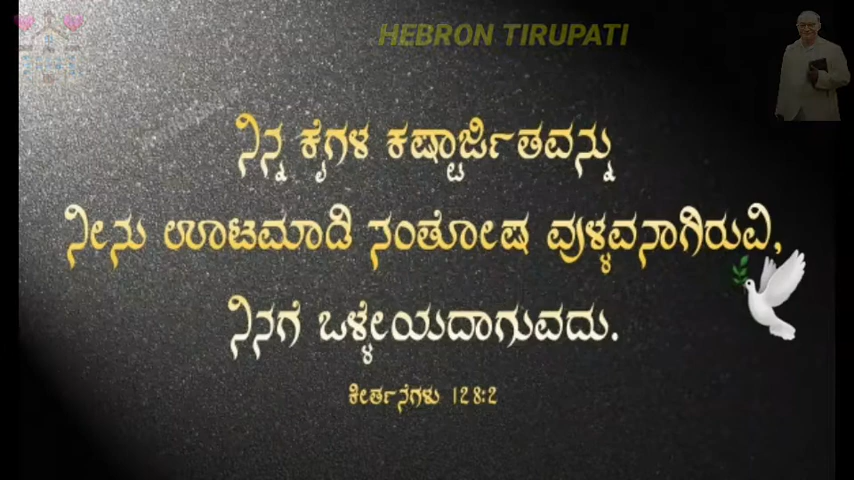 HEBRON TIRUPATI
ನಿನ್ನ ಕೈಗಳ ಕಷ್ಟಾರ್ಜಿತವನ್ನು
ನೀನು ಊಟಮಾಡಿ ಸಂತೋಷ ವುಳ್ಳವನಾಗಿರುವಿ,
ನಿನಗೆ ಒಳ್ಳೇಯದಾಗುವದು.
ಕೀರ್ತನೆಗಳು 128:2